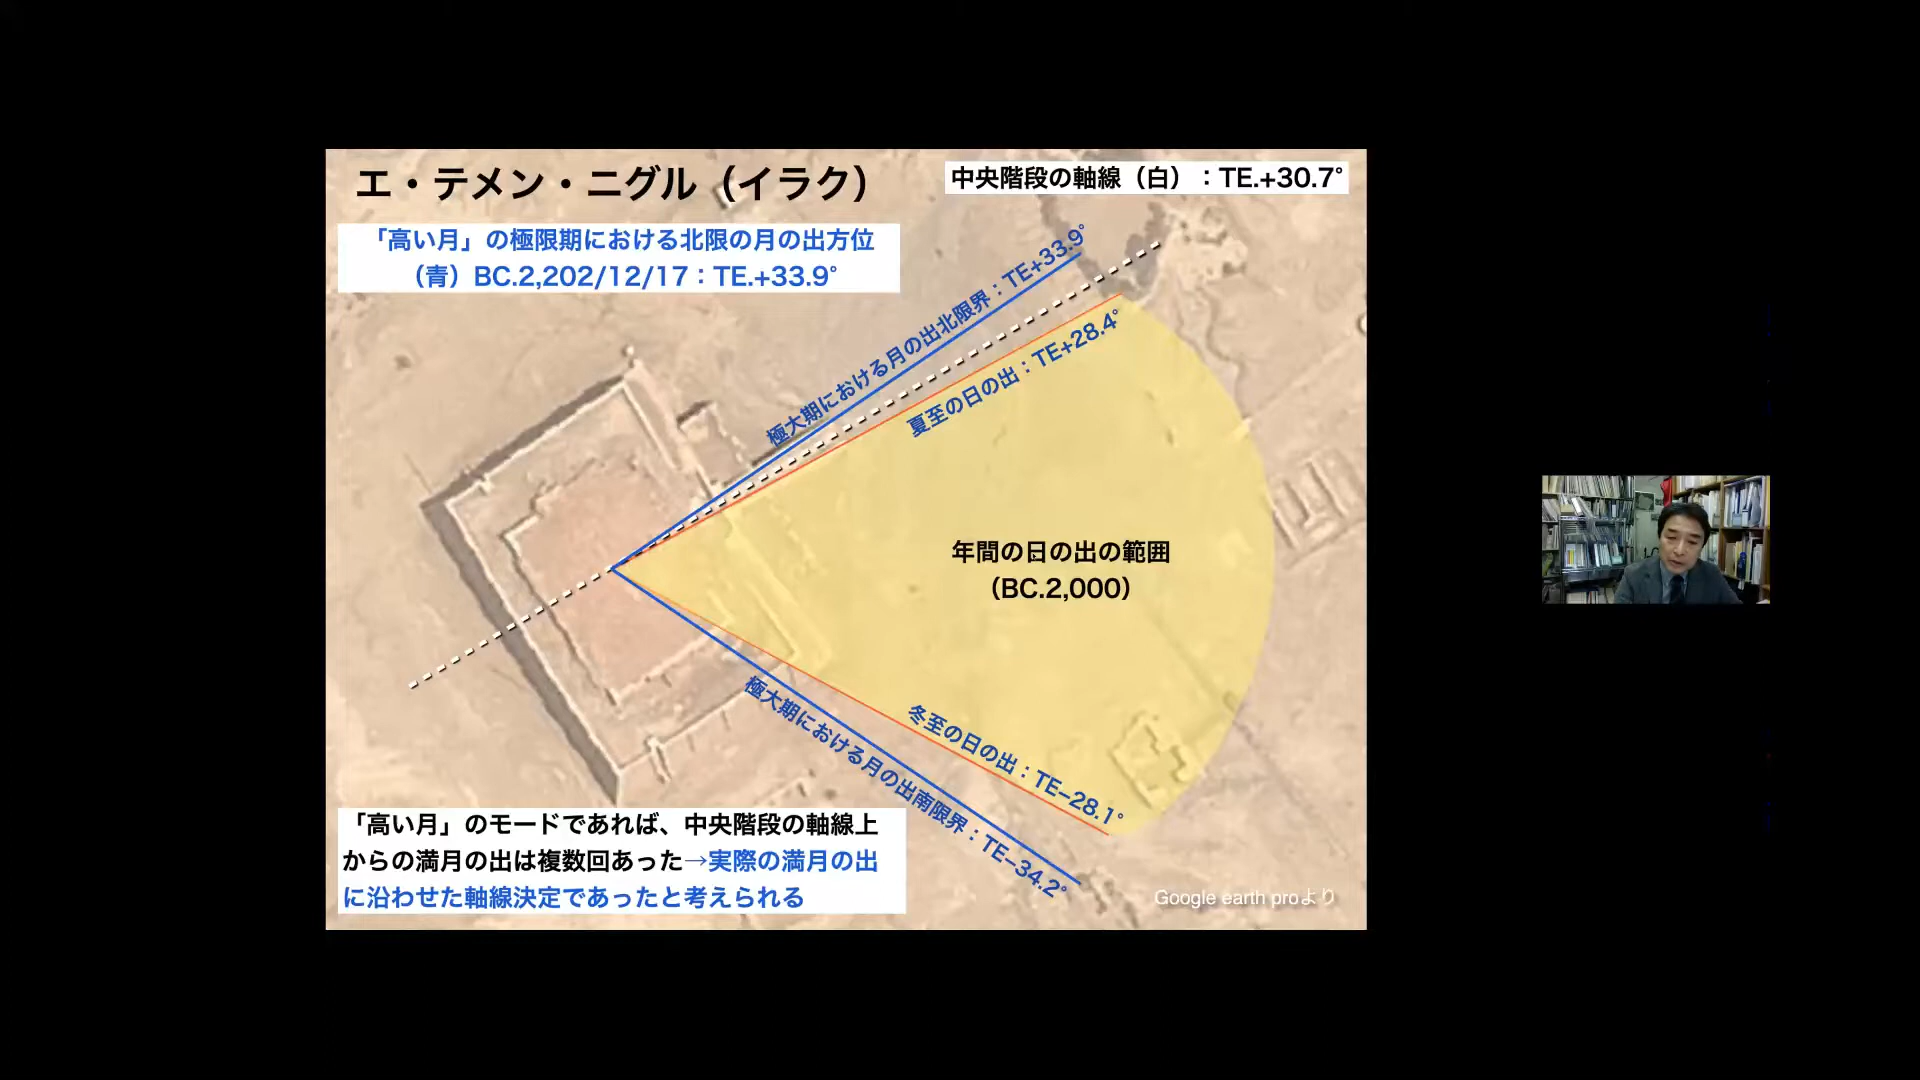 エ・テメン・ニグル（イラク）
中央階段の軸線（白）：TE.+30.7°
「高い月」の極限期における北限の月の出方位
（青）BC.2,202/12/17：TE.+33.9°
極大期における月の出北限界：TE+33.9°
夏至の日の出：TE+28.4°
年間の日の出の範囲
（BC.2,000）
冬至の日の出：TE−28.1°
極大期における月の出南限界：TE−34.2°
「高い月」のモードであれば、中央階段の軸線上
からの満月の出は複数回あった→実際の満月の出
に沿わせた軸線決定であったと考えられる
Google earth proより